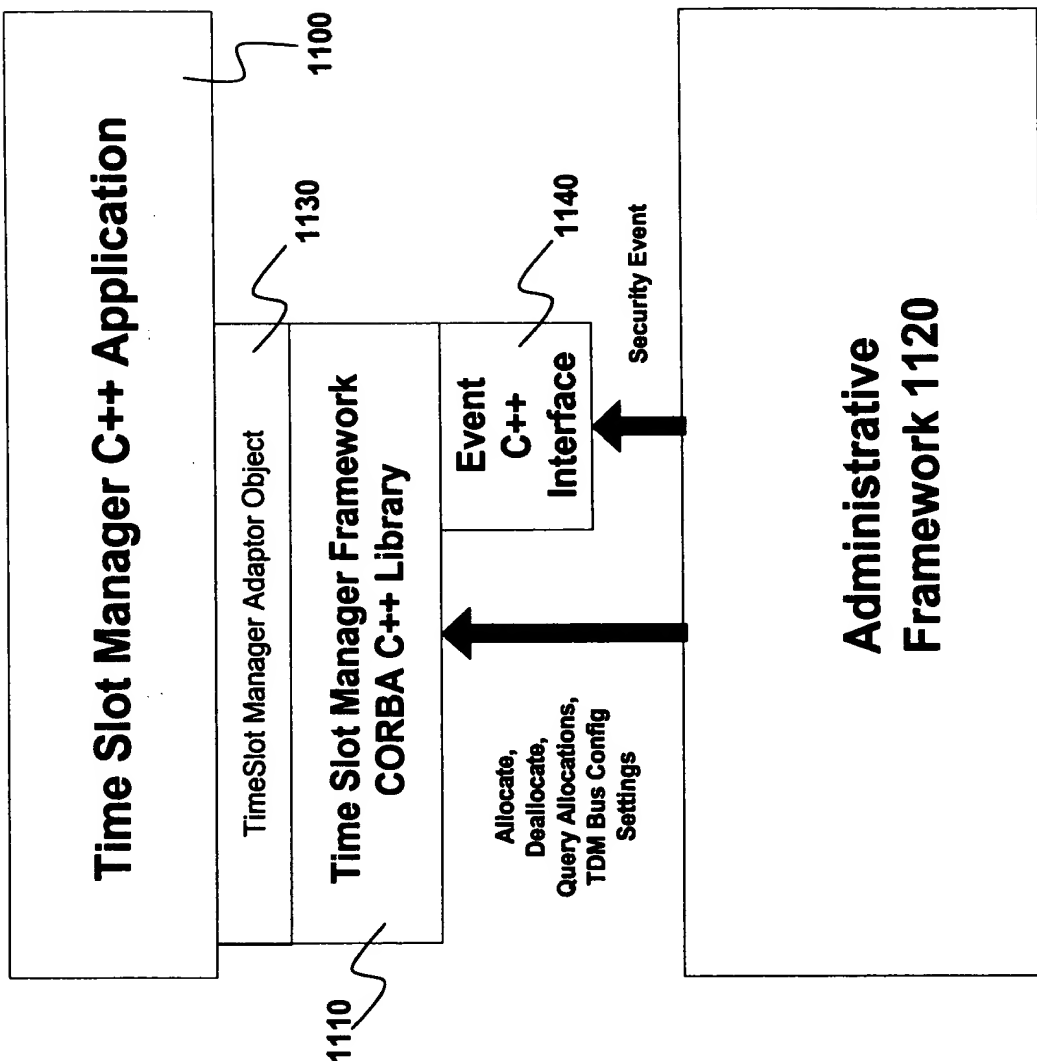 Time Slot Manager C++ Application
1100
TimeSlot Manager Adaptor Object
1130
Time Slot Manager Framework
CORBA C++ Library
1110
Event
C++
Interface
1140
Allocate,
Deallocate,
Query Allocations,
TDM Bus Config
Settings
Security Event
Administrative
Framework 1120